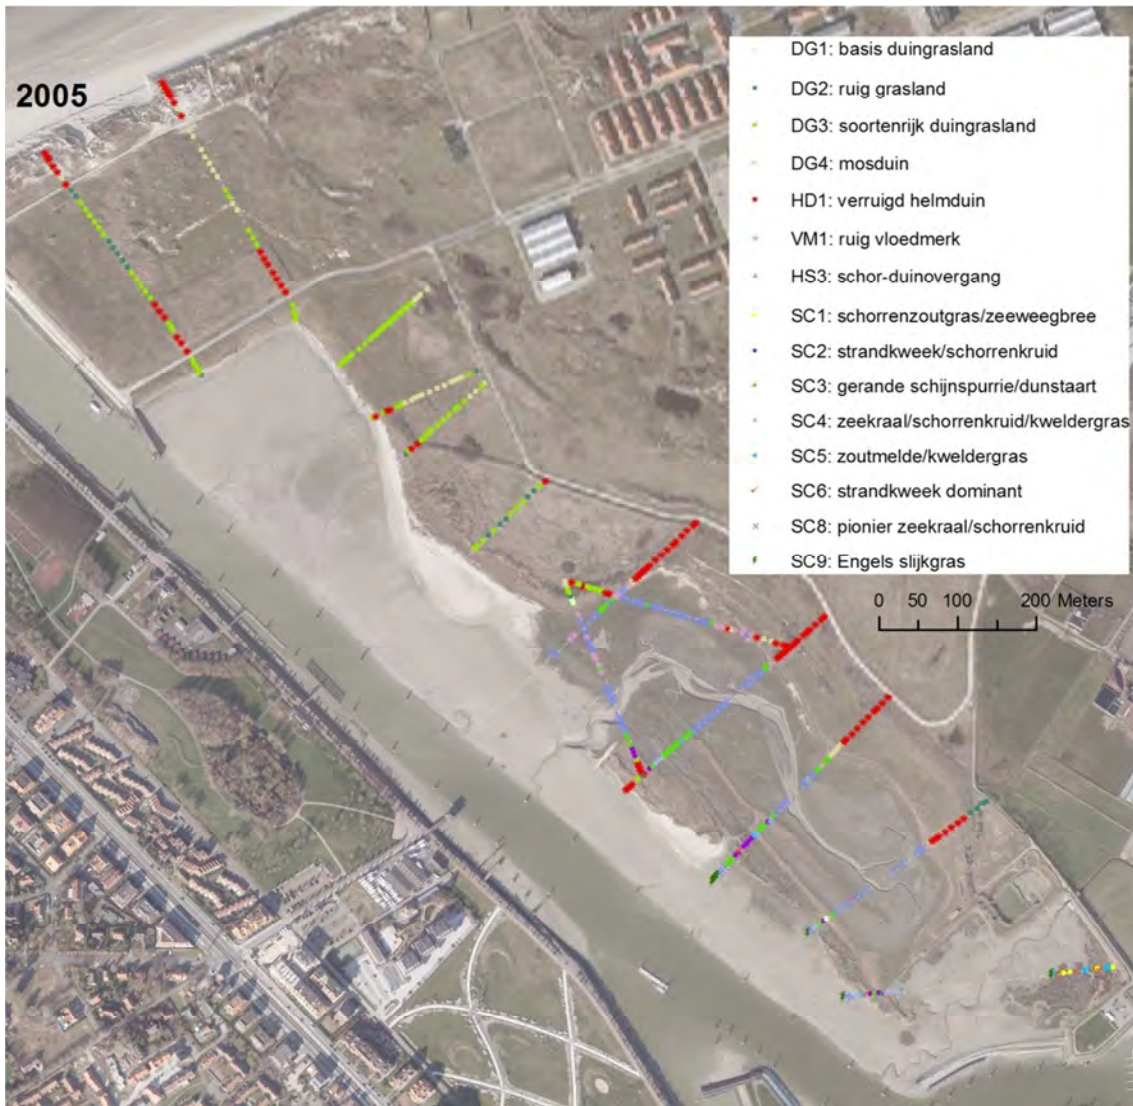 2005
DG1: basis duingrasland
DG2: ruig grasland
DG3: soortenrijk duingrasland
DG4: mosduin
HD1: verruigd helmduin
VM1: ruig vloedmerk
HS3: schor-duinovergang
SC1: schorrenzoutgras/zeeweegbree
SC2: strandkweek/schorrenkruid
SC3: gerande schijnspurrie/dunstaart
SC4: zeekraal/schorrenkruid/kweldergras
SC5: zoutmelde/kweldergras
SC6: strandkweek dominant
SC8: pionier zeekraal/schorrenkruid
SC9: Engels slijkgras
0 50 100 200 Meters